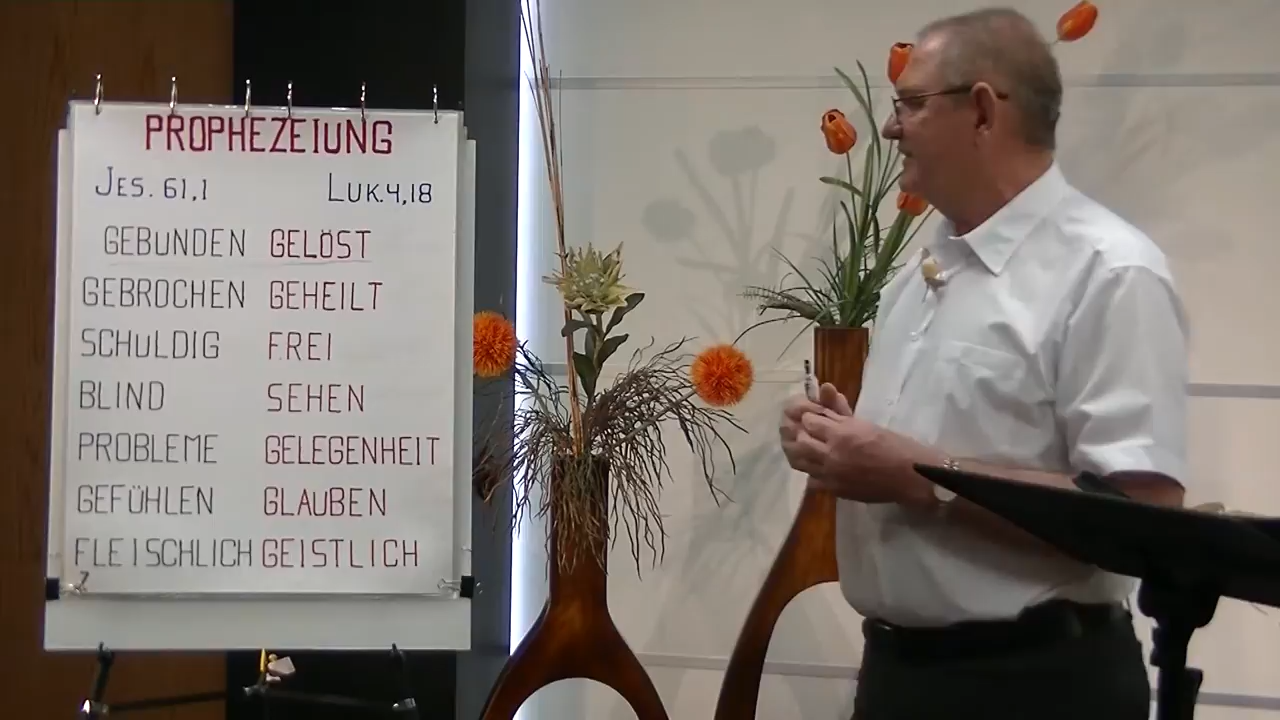 PROPHEZEIUNG
JES. 61,1 LUK.4,18
GEBUNDEN GELÖST
GEBROCHEN GEHEILT
SCHULDIG FREI
BLIND SEHEN
PROBLEME GELEGENHEIT
GEFÜHLEN GLAUBEN
FLEISCHLICH GEISTLICH
7